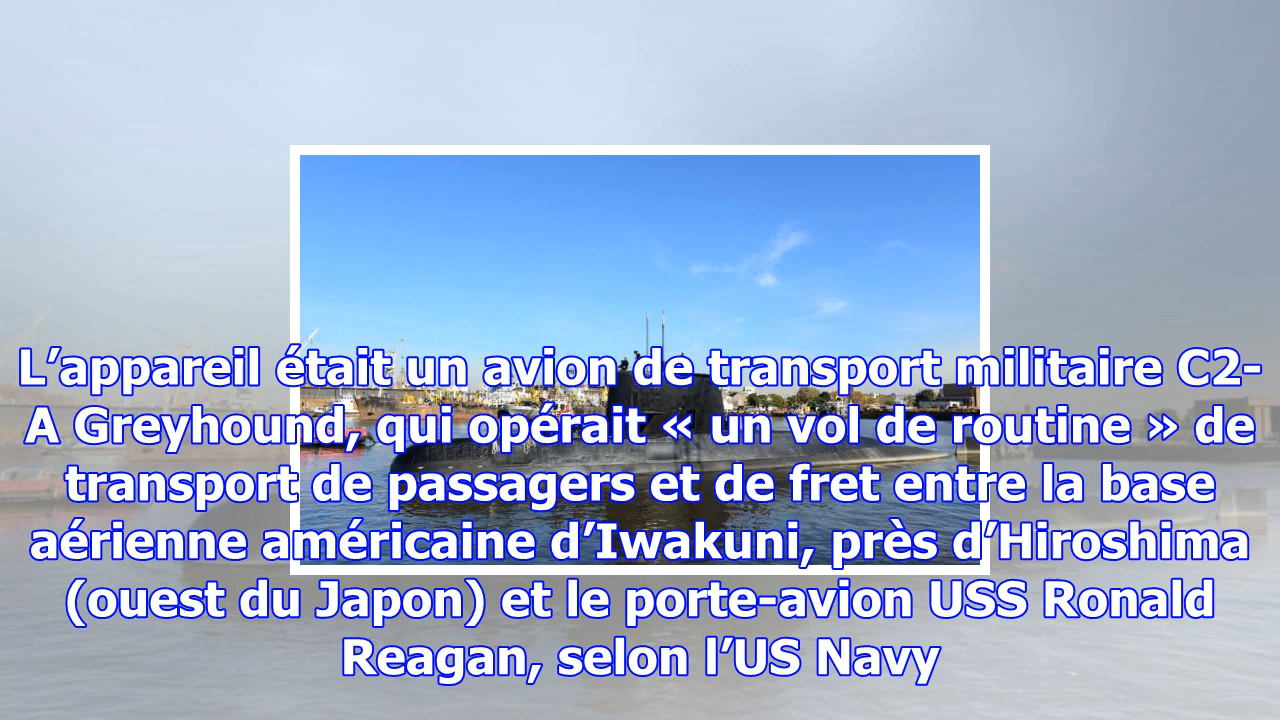 L’appareil était un avion de transport militaire C2-
A Greyhound, qui opérait « un vol de routine » de
transport de passagers et de fret entre la base
aérienne américaine d’Iwakuni, près d’Hiroshima
(ouest du Japon) et le porte-avion USS Ronald
Reagan, selon l’US Navy